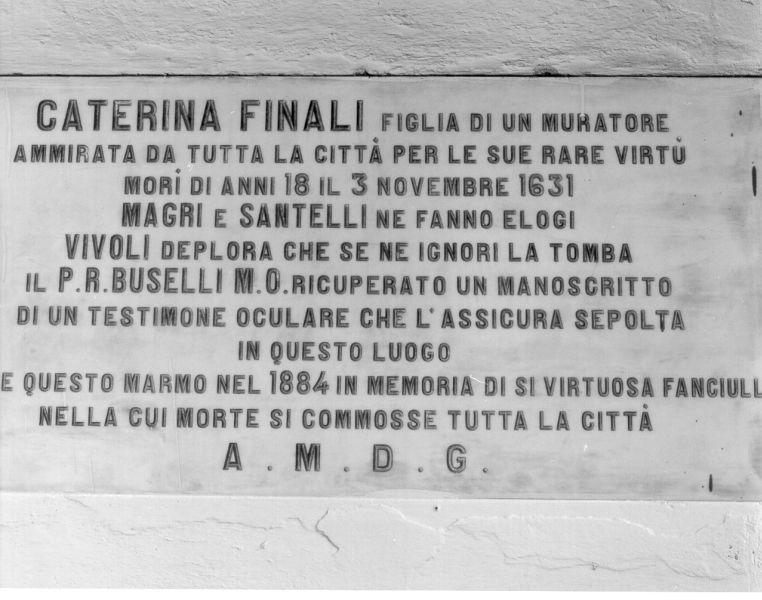 CATERINA FINALI FIGLIA DI UN MURATORE
AMMIRATA DA TUTTA LA CITTÀ PER LE SUE RARE VIRTÙ
MORÌ DI ANNI 18 IL 3 NOVEMBRE 1631
MAGRI E SANTELLI NE FANNO ELOGI
VIVOLI DEPLORA CHE SE NE IGNORI LA TOMBA
IL P.R.BUSELLI M.O. RICUPERATO UN MANOSCRITTO
DI UN TESTIMONE OCULARE CHE L'ASSICURA SEPOLTA
IN QUESTO LUOGO
E QUESTO MARMO NEL 1884 IN MEMORIA DI SI VIRTUOSA FANCIULL
NELLA CUI MORTE SI COMMOSSE TUTTA LA CITTÀ
A . M . D . G .